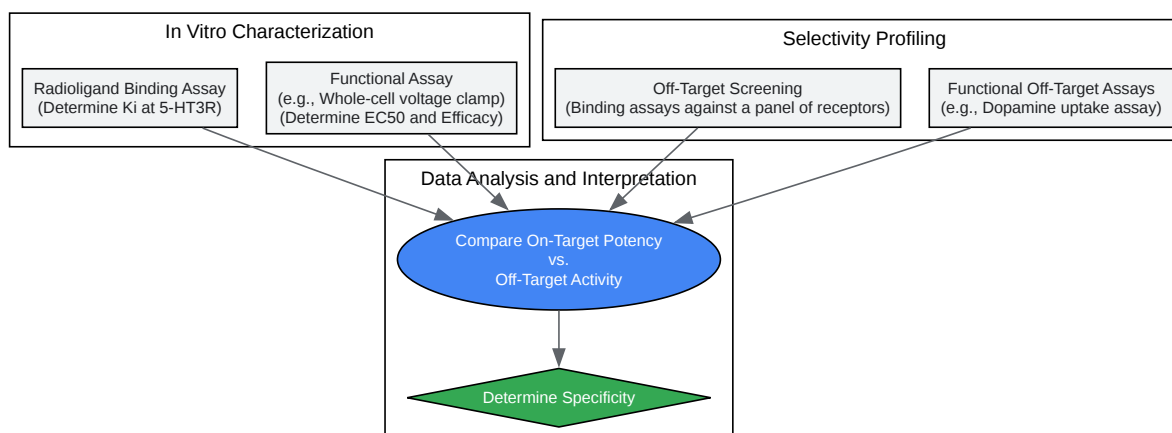 In Vitro Characterization
Radioligand Binding Assay
(Determine Ki at 5-HT3R)
Functional Assay
(e.g., Whole-cell voltage clamp)
(Determine EC50 and Efficacy)
Selectivity Profiling
Off-Target Screening
(Binding assays against a panel of receptors)
Functional Off-Target Assays
(e.g., Dopamine uptake assay)
Data Analysis and Interpretation
Compare On-Target Potency
vs.
Off-Target Activity
Determine Specificity